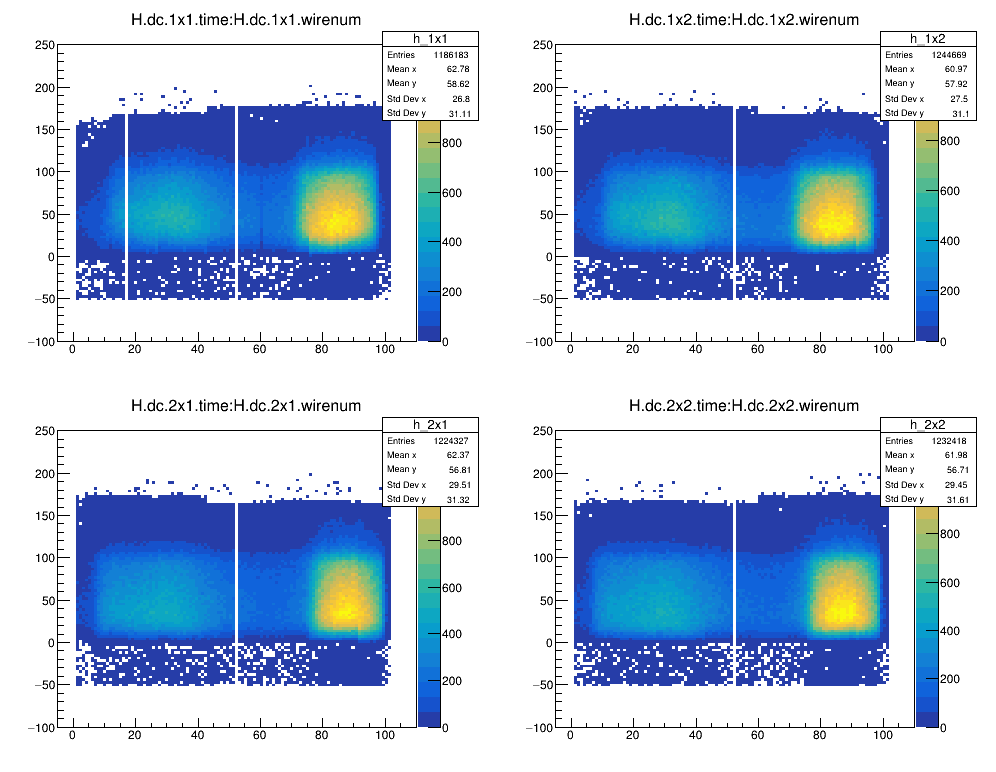 H.dc.1x1.time:H.dc.1x1.wirenum
h_1x1
Entries 1186183
Mean x 62.78
Mean y 58.62
Std Dev x 26.8
Std Dev y 31.11
250
200
150
100
50
0
−50
−100
0 20 40 60 80 100
800
600
400
200
0
H.dc.1x2.time:H.dc.1x2.wirenum
h_1x2
Entries 1244669
Mean x 60.97
Mean y 57.92
Std Dev x 27.5
Std Dev y 31.1
250
200
150
100
50
0
−50
−100
0 20 40 60 80 100
800
600
400
200
0
H.dc.2x1.time:H.dc.2x1.wirenum
h_2x1
Entries 1224327
Mean x 62.37
Mean y 56.81
Std Dev x 29.51
Std Dev y 31.32
250
200
150
100
50
0
−50
−100
0 20 40 60 80 100
800
600
400
200
0
H.dc.2x2.time:H.dc.2x2.wirenum
h_2x2
Entries 1232418
Mean x 61.98
Mean y 56.71
Std Dev x 29.45
Std Dev y 31.61
250
200
150
100
50
0
−50
−100
0 20 40 60 80 100
800
600
400
200
0